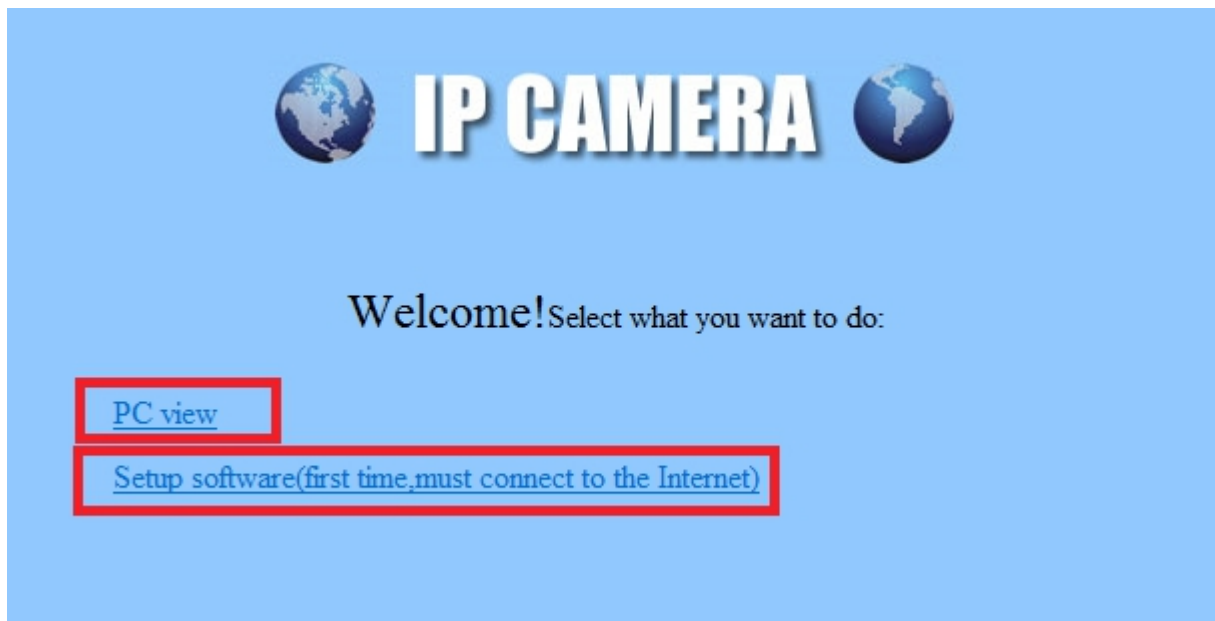 IP CAMERA
Welcome!Select what you want to do:
PC view
Setup software(first time,must connect to the Internet)